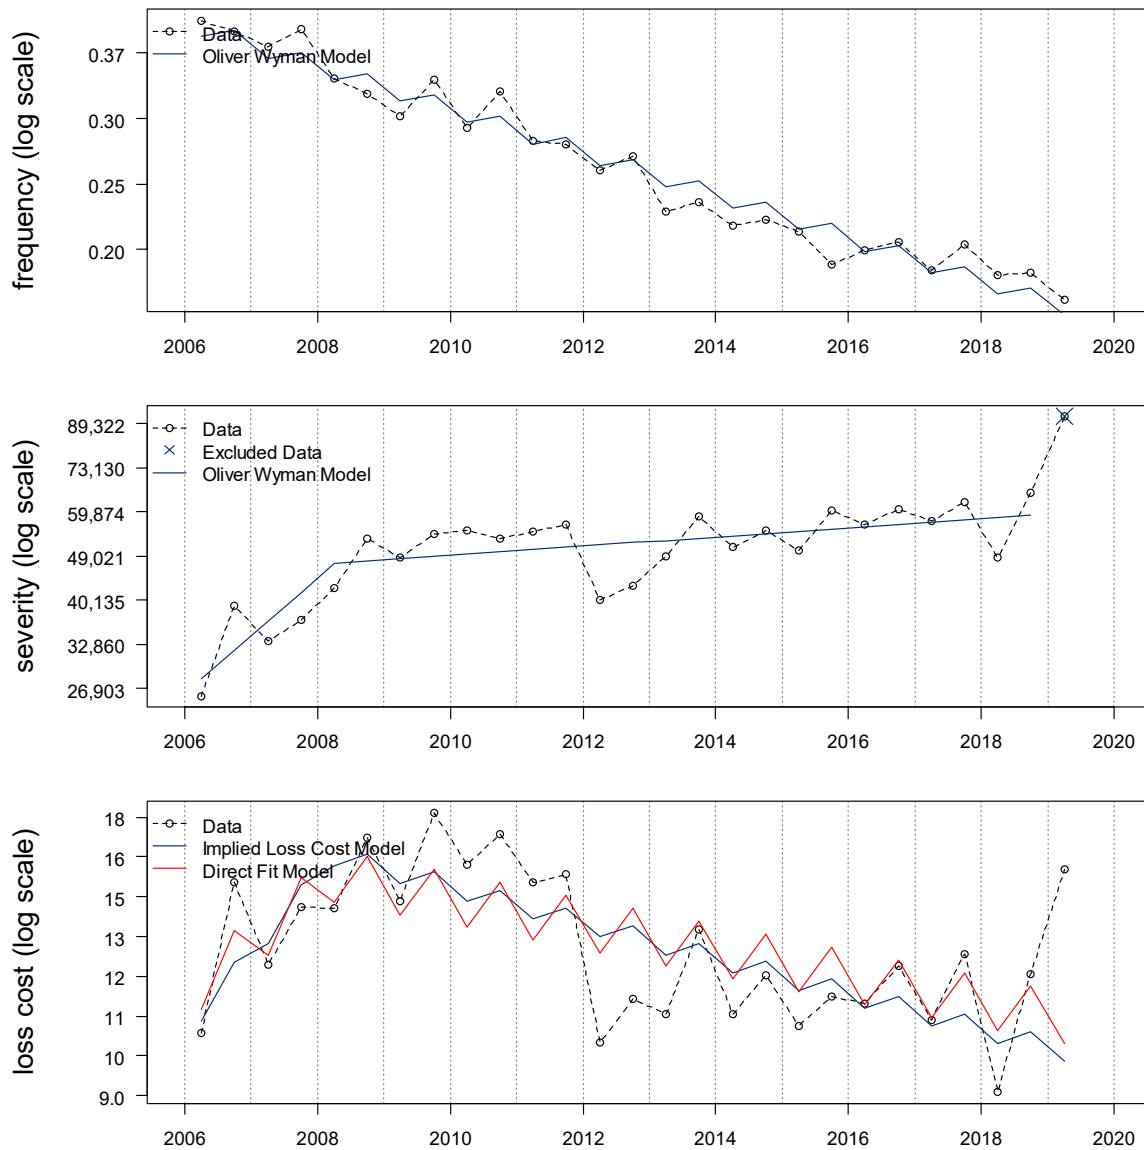 frequency (log scale)
Data
Oliver Wyman Model
0.37
0.30
0.25
0.20
2006 2008 2010 2012 2014 2016 2018 2020
severity (log scale)
Data
Excluded Data
Oliver Wyman Model
89,322
73,130
59,874
49,021
40,135
32,860
26,903
2006 2008 2010 2012 2014 2016 2018 2020
loss cost (log scale)
Data
Implied Loss Cost Model
Direct Fit Model
18
16
15
13
12
11
10
9.0
2006 2008 2010 2012 2014 2016 2018 2020